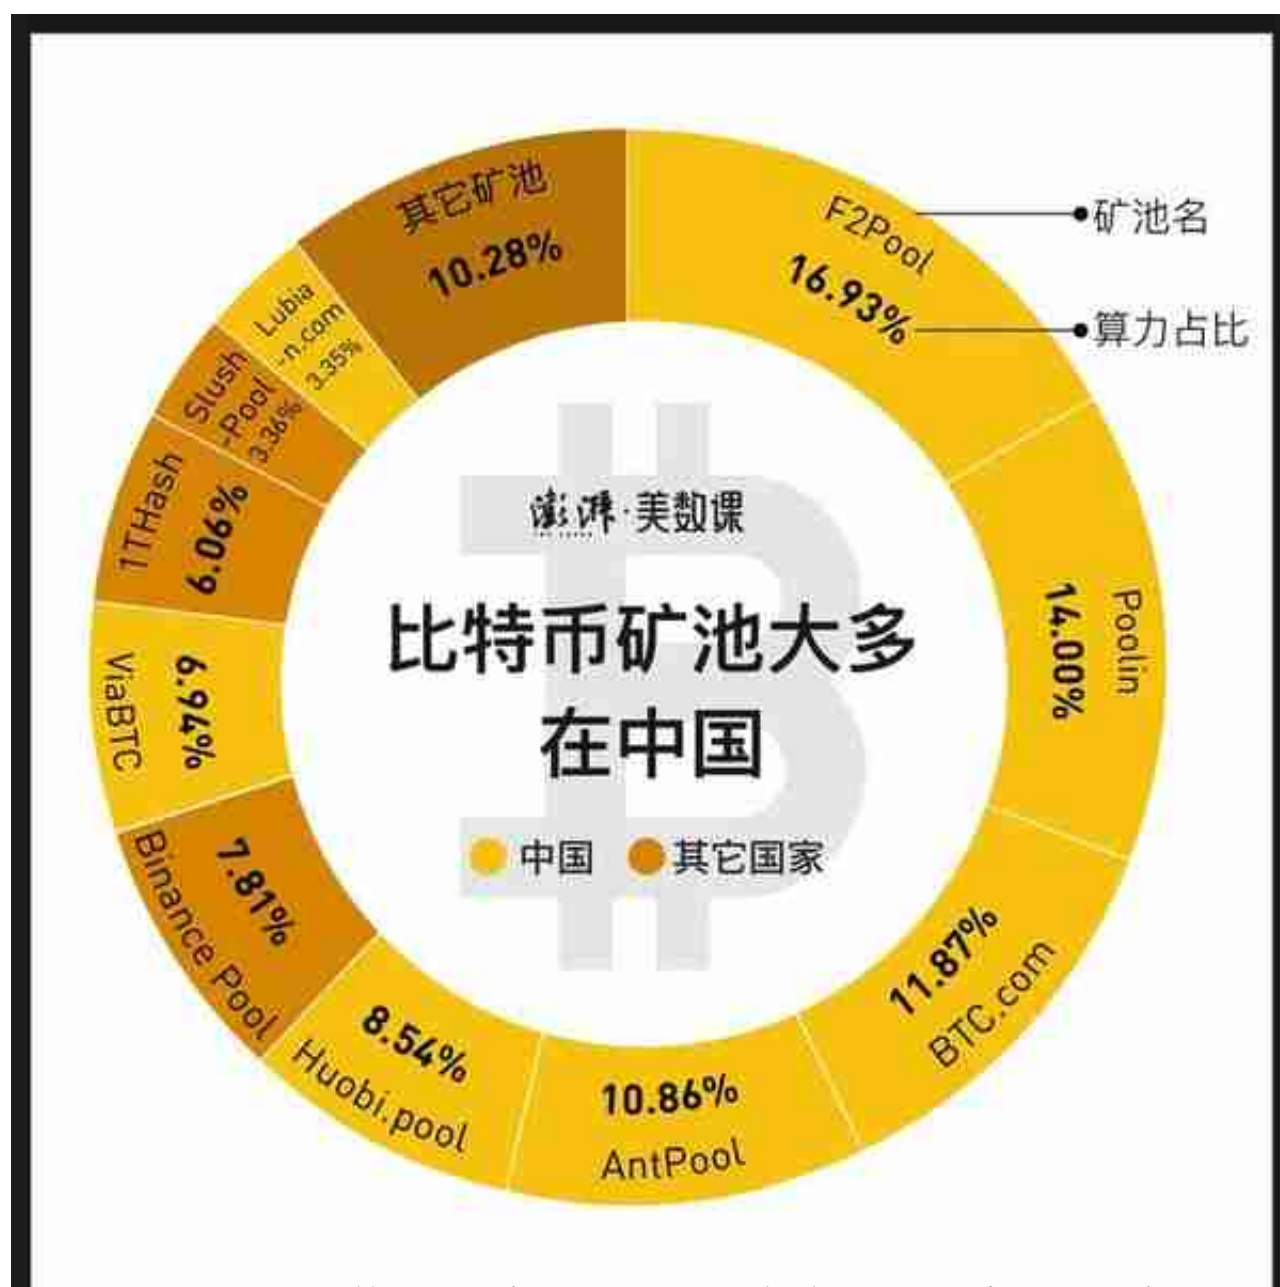 其它矿池
10.28%
F2Pool
16.93%
矿池名
算力占比
Poolin
14.00%
11.87%
BTC.com
10.86%
AntPool
8.54%
Huobi.pool
7.81%
Binance Pool
6.94%
ViaBTC
1THash
6.06%
Slush
-Pool
3.36%
Lubia
-n.com
3.35%
澎湃·美数课
比特币矿池大多
在中国
中国 其它国家